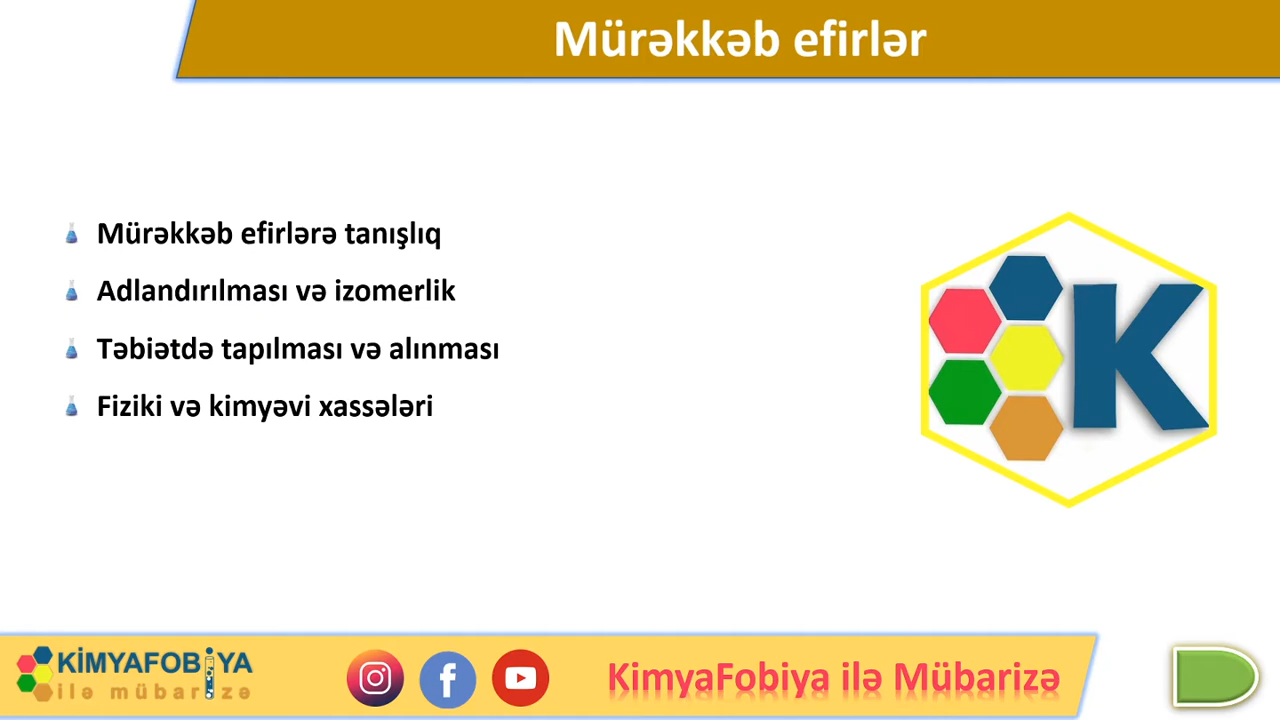 Mürəkkəb efirlər
Mürəkkəb efirlərə tanışlıq
Adlandırılması və izomerlik
Təbiətdə tapılması və alınması
Fiziki və kimyəvi xassələri
K
KİMYAFOBİYA
ilə mübarizə
KimyaFobiya ilə Mübarizə